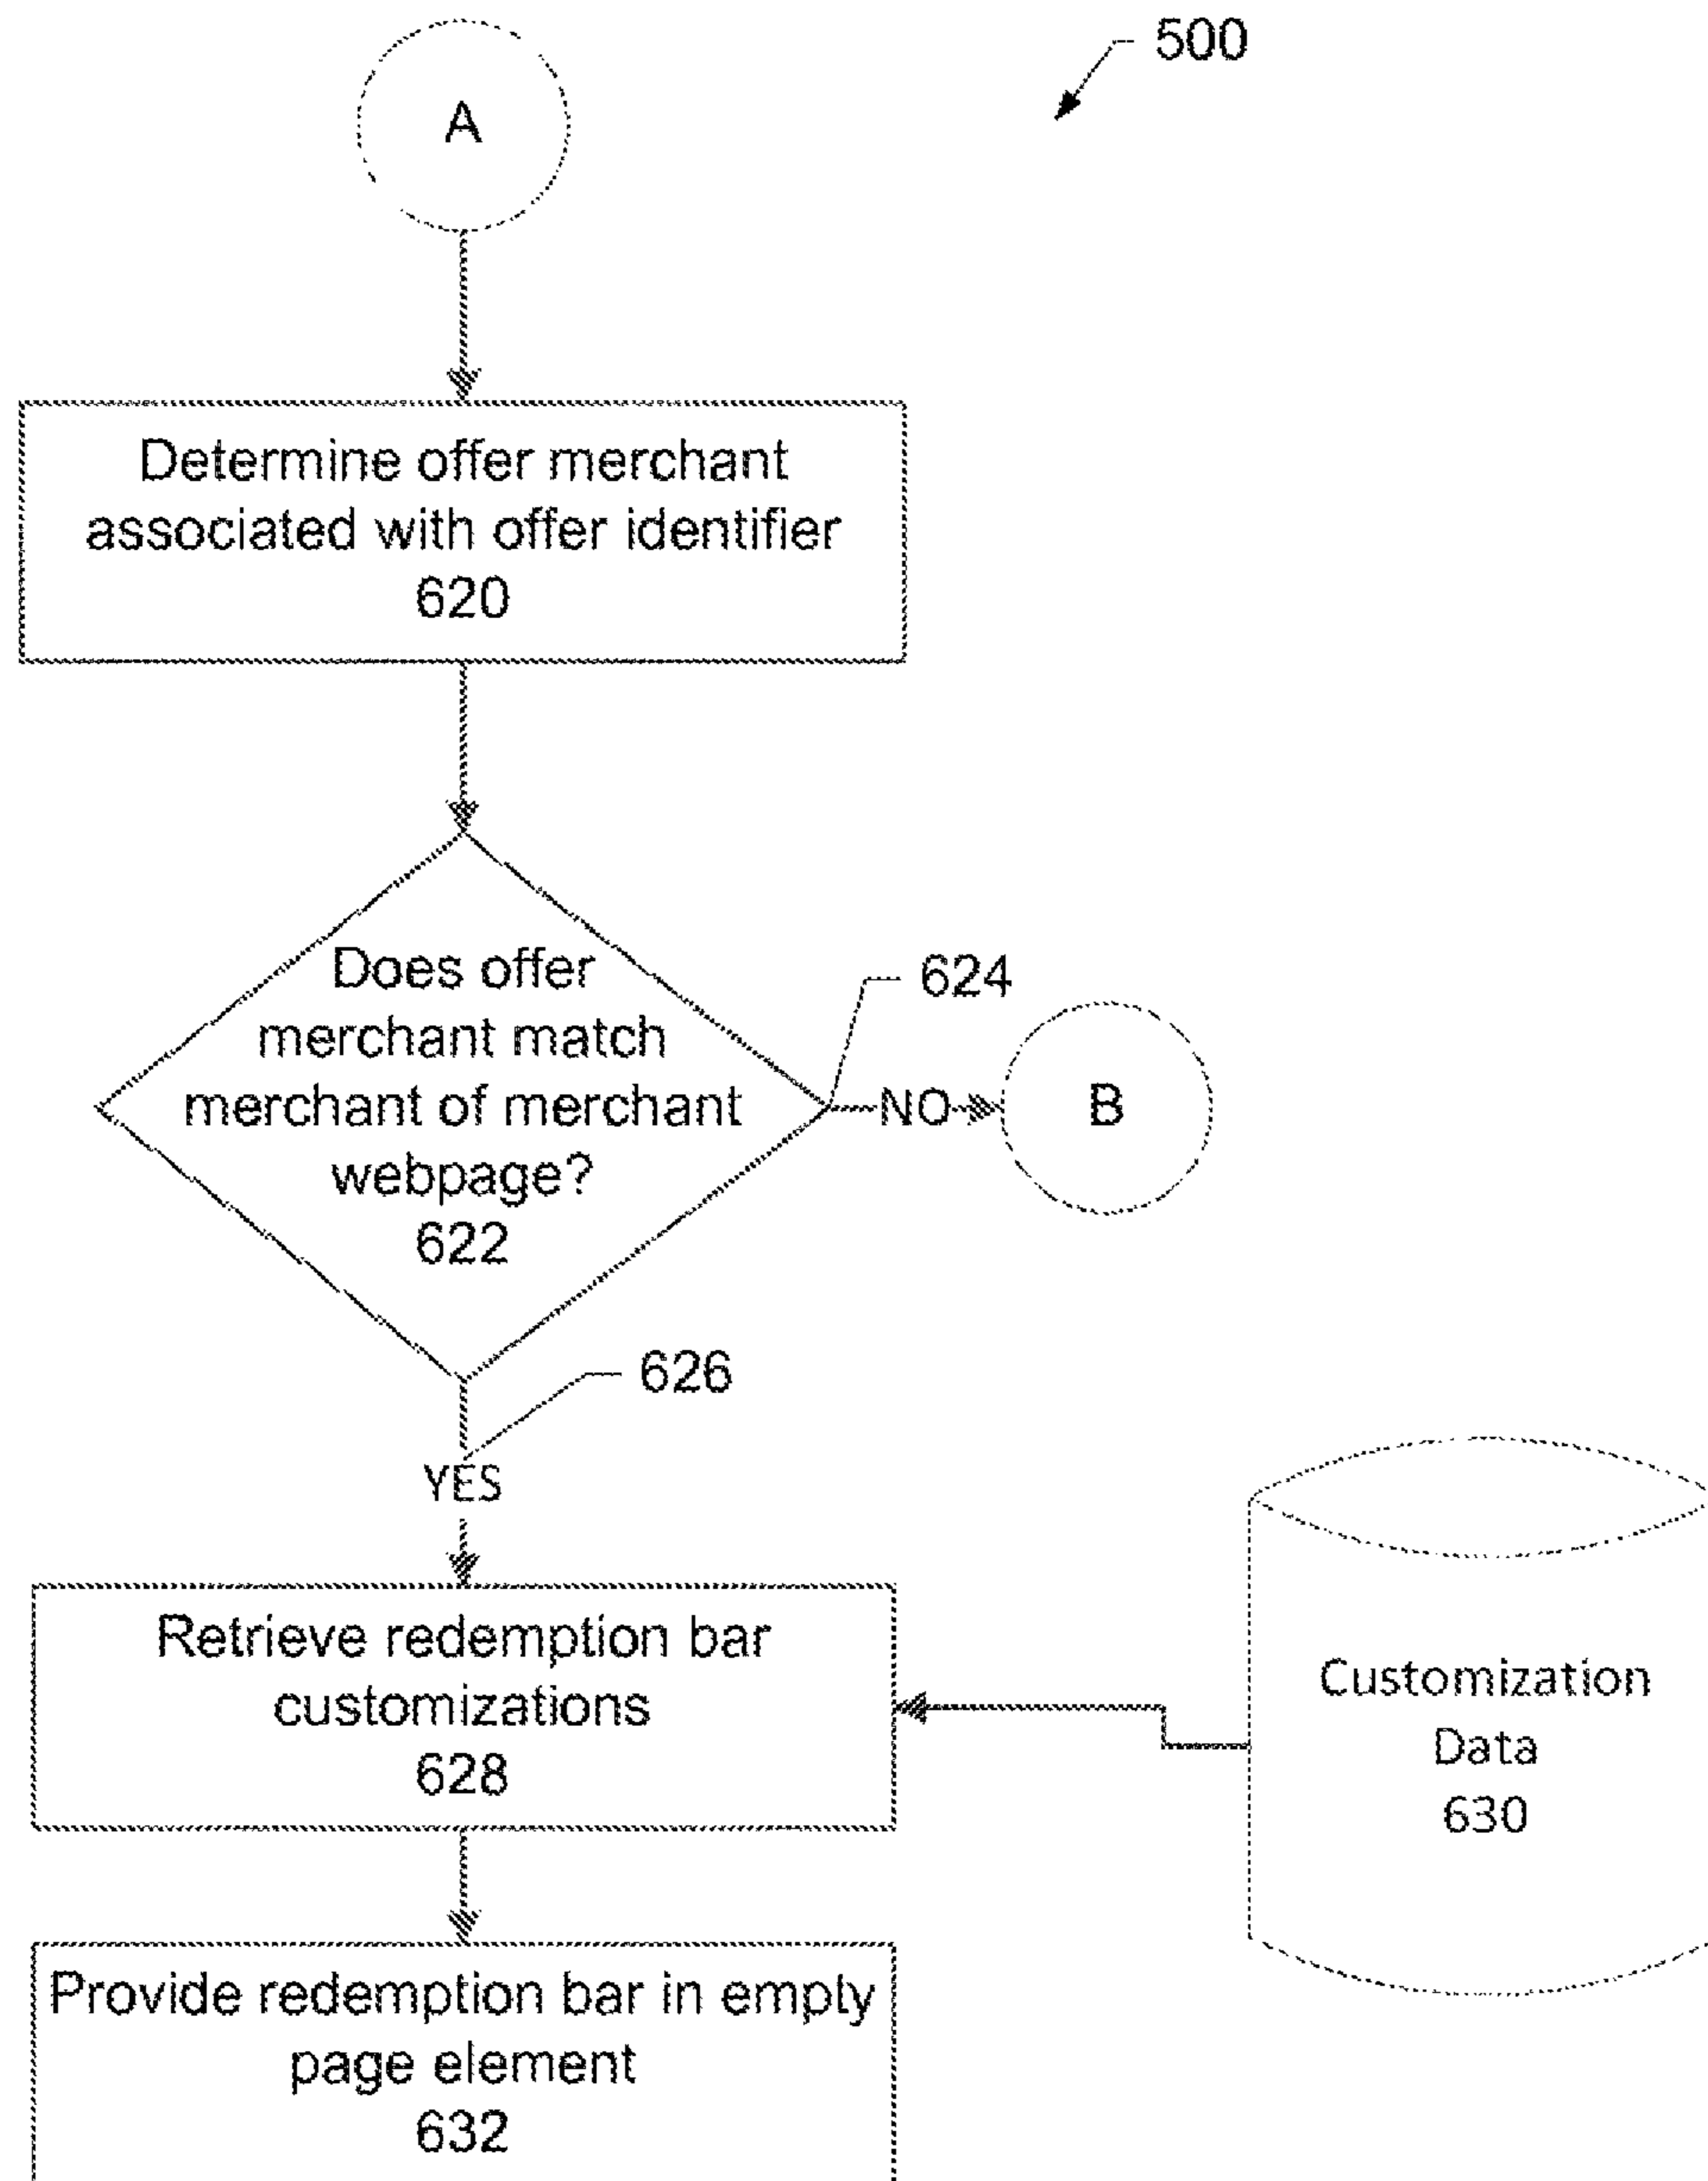 500
A
Determine offer merchant
associated with offer identifier
620
Does offer
merchant match
merchant of merchant
webpage?
622
624
NO
B
626
YES
Retrieve redemption bar
customizations
628
Customization
Data
630
Provide redemption bar in empty
page element
632